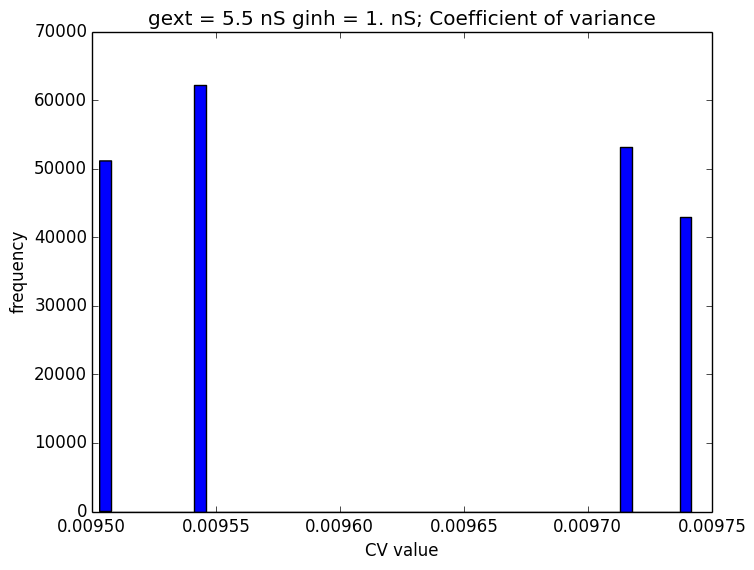 gext = 5.5 nS ginh = 1. nS; Coefficient of variance
70000
60000
50000
40000
30000
20000
10000
0
frequency
0.00950 0.00955 0.00960 0.00965 0.00970 0.00975
CV value